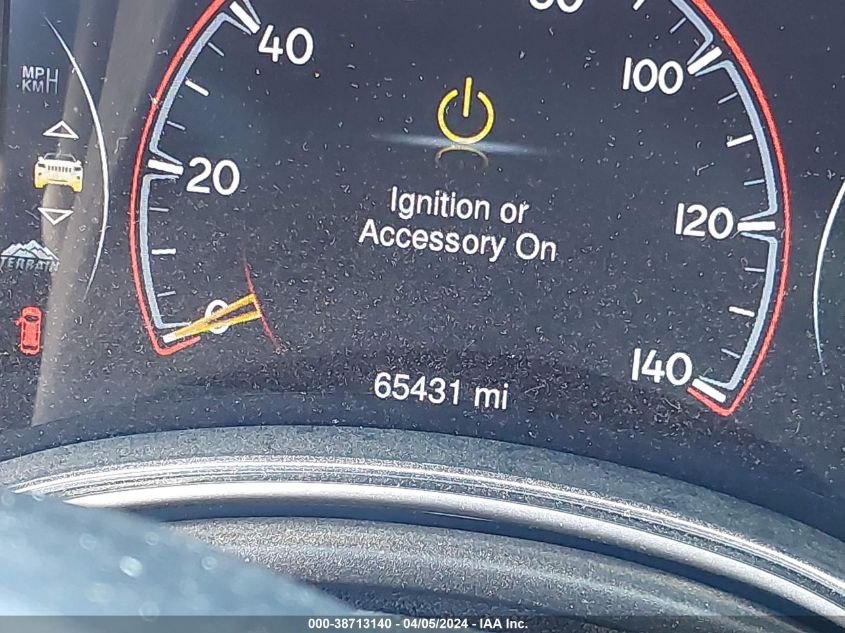 40
100
MPH
KM
20
Ignition or
Accessory On
120
TERRAIN
0
140
65431 mi
000-38713140 - 04/05/2024 - IAA Inc.